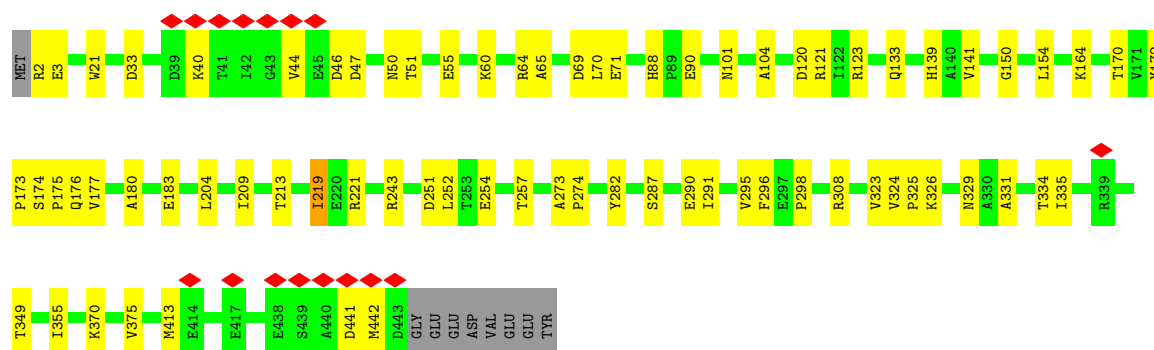 MET R2 E3 W21 D33 D39 K40 T41 I42 G43 V44 E45 D46 D47 N50 T51 E55 K60 R64 A65 D69 L70 E71 H88 P89 E90 N101 A104 D120 R121 I122 R123 Q133 H139 A140 V141 G150 L154 K164 T170 V171
P173 S174 P175 Q176 V177 A180 E183 L204 I209 T213 I219 E220 R221 R243 D251 L252 T253 E254 T257 A273 P274 Y282 S287 E290 I291 V295 F296 E297 P298 R308 V323 V324 P325 K326 N329 A330 A331 T334 I335 R339
T349 I355 K370 V375 M413 E414 E417 E438 S439 A440 D441 M442 D443 GLY GLU GLU ASP VAL GLU GLU TYR